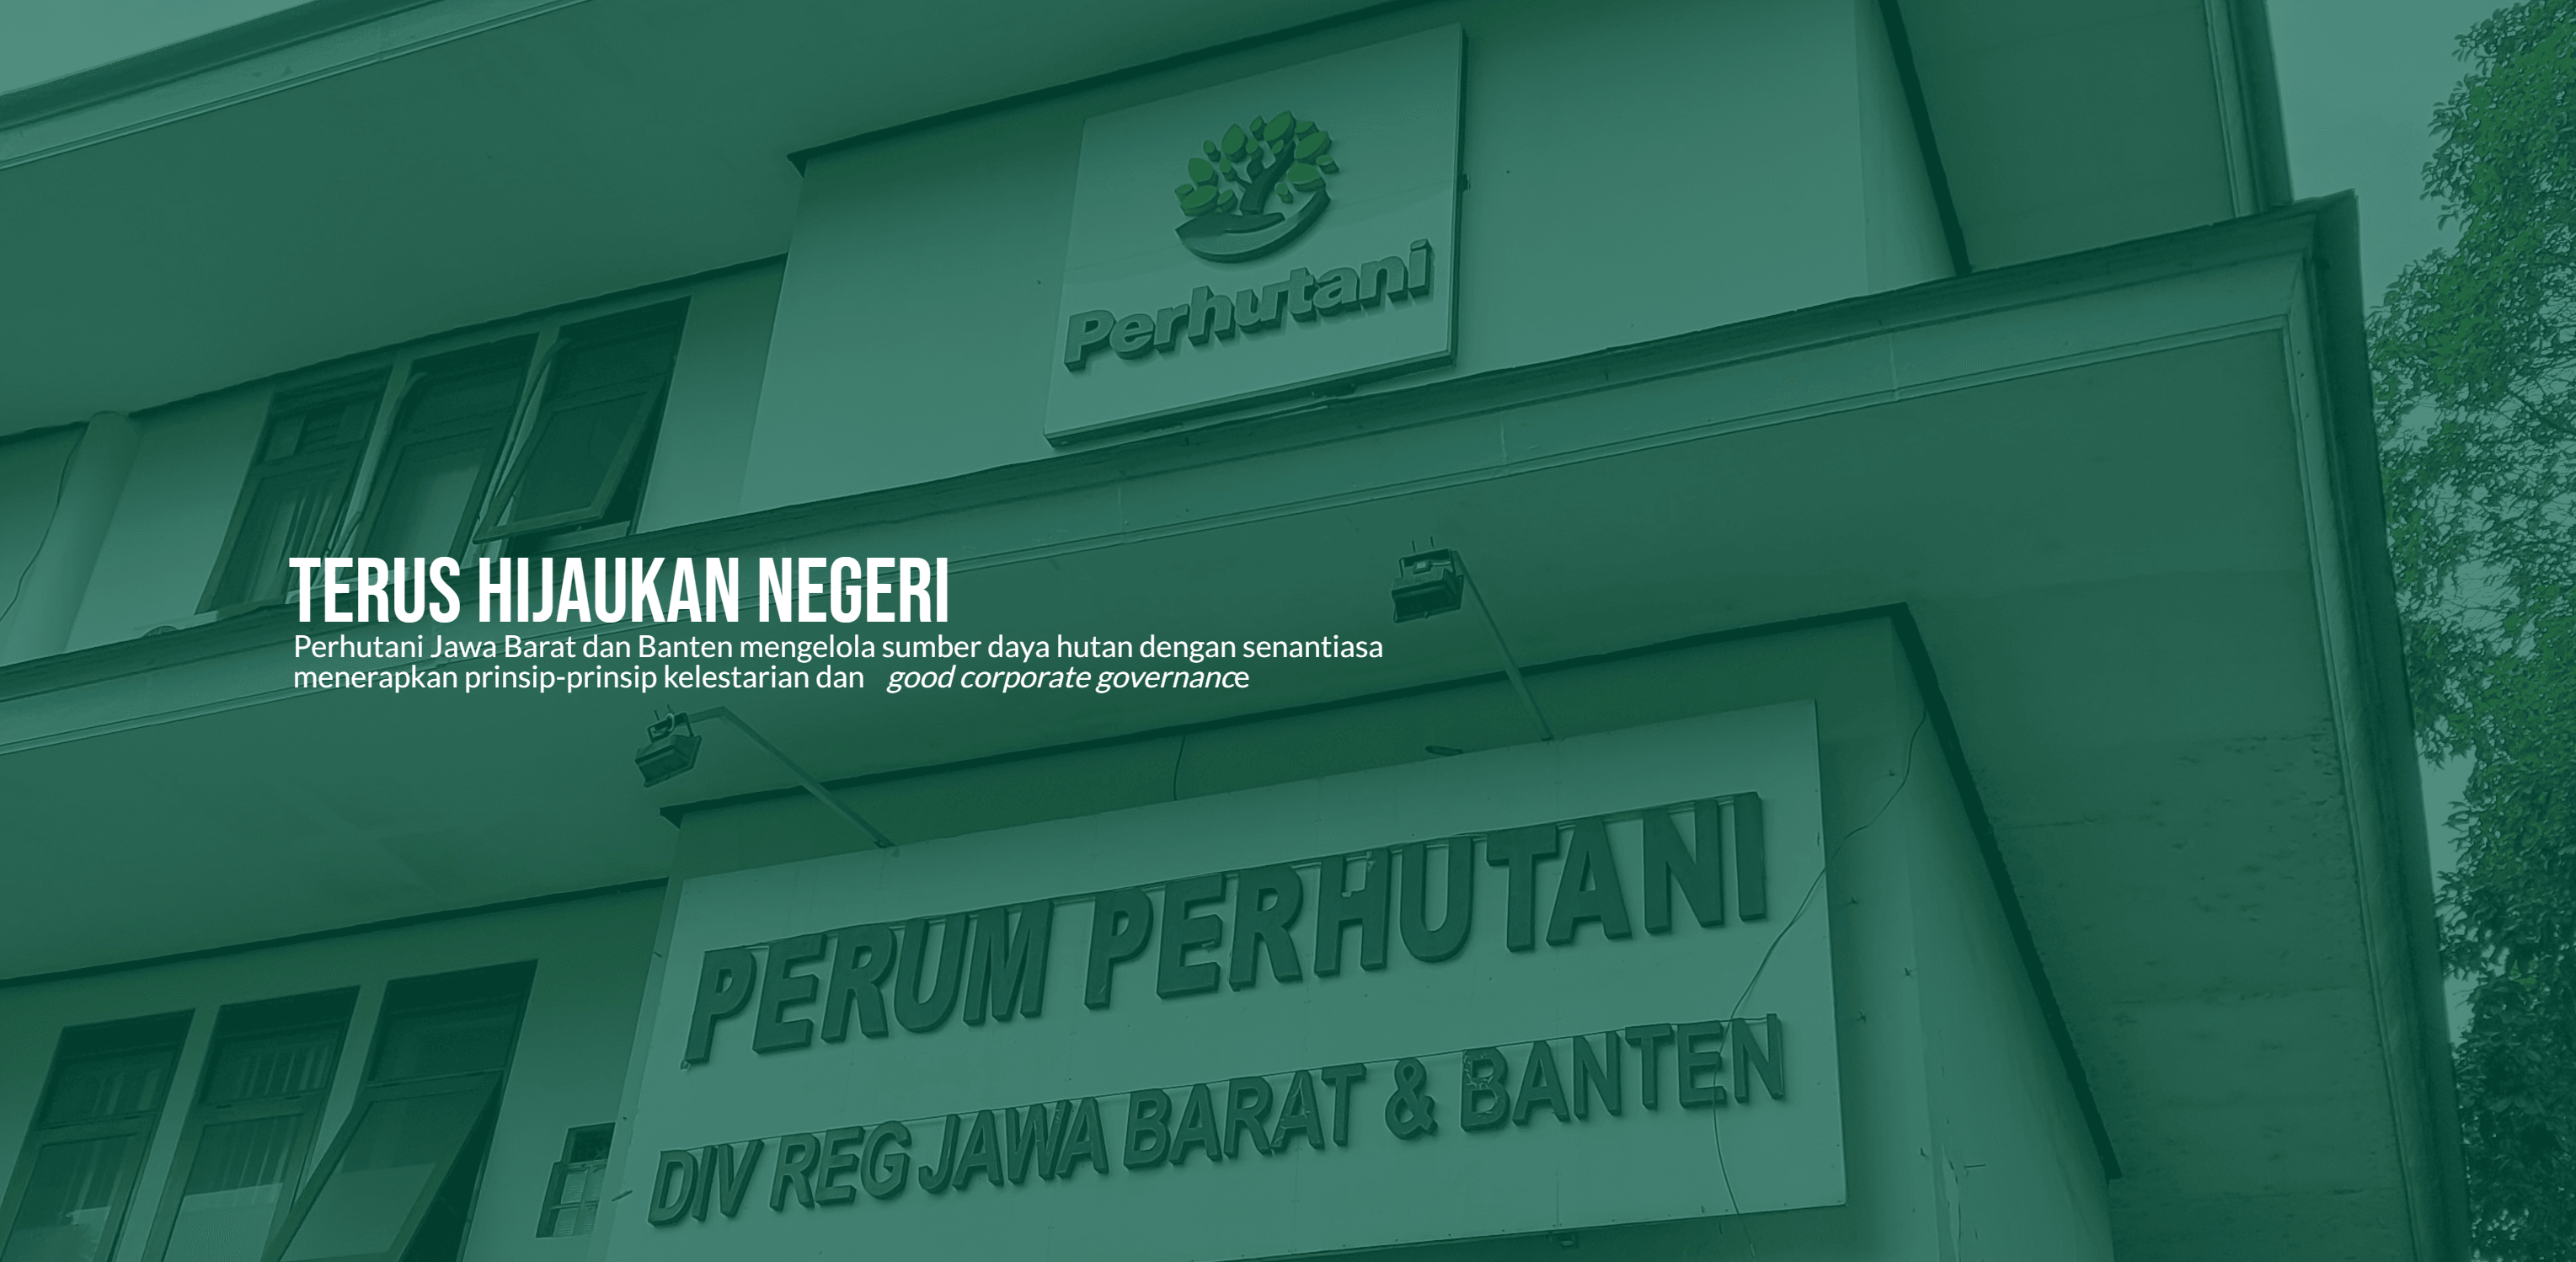 Perhutani
TERUS HIJAUKAN NEGERI
Perhutani Jawa Barat dan Banten mengelola sumber daya hutan dengan senantiasa
menerapkan prinsip-prinsip kelestarian dan good corporate governance
PERUM PERHUTANI
DIV REG JAWA BARAT & BANTEN